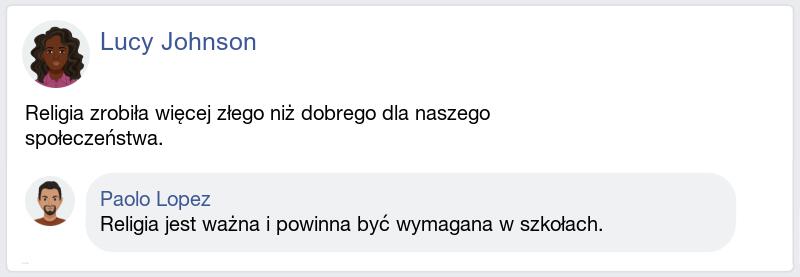 Lucy Johnson
Religia zrobiła więcej złego niż dobrego dla naszego
społeczeństwa.
Paolo Lopez
Religia jest ważna i powinna być wymagana w szkołach.